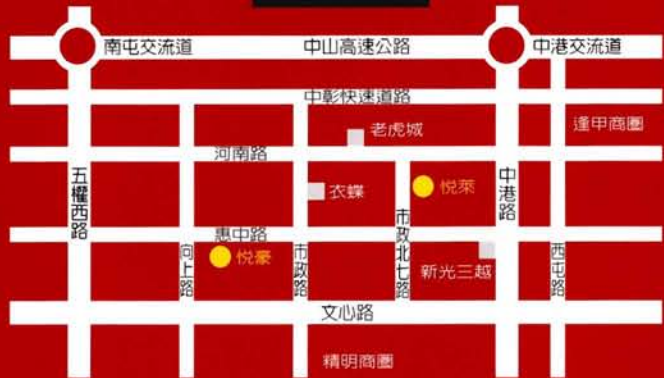 南屯交流道
中山高速公路
中港交流道
中彰快速道路
老虎城
逢甲商圈
河南路
五權西路
衣蝶
悅萊
中港路
惠中路
向上路
悅豪
市政路
市政北七路
新光三越
西屯路
文心路
精明商圈